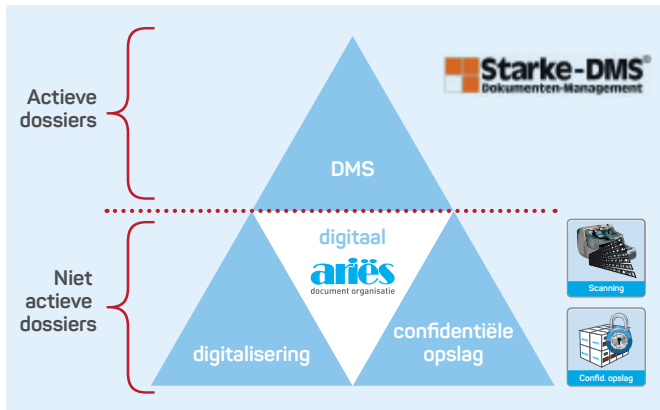 Starke-DMS®
Dokumenten-Management
Actieve
dossiers
DMS
digitaal
ariës
document organisatie
Niet
actieve
dossiers
digitalisering
confidentiële
opslag
Scanning
Confid. opslag